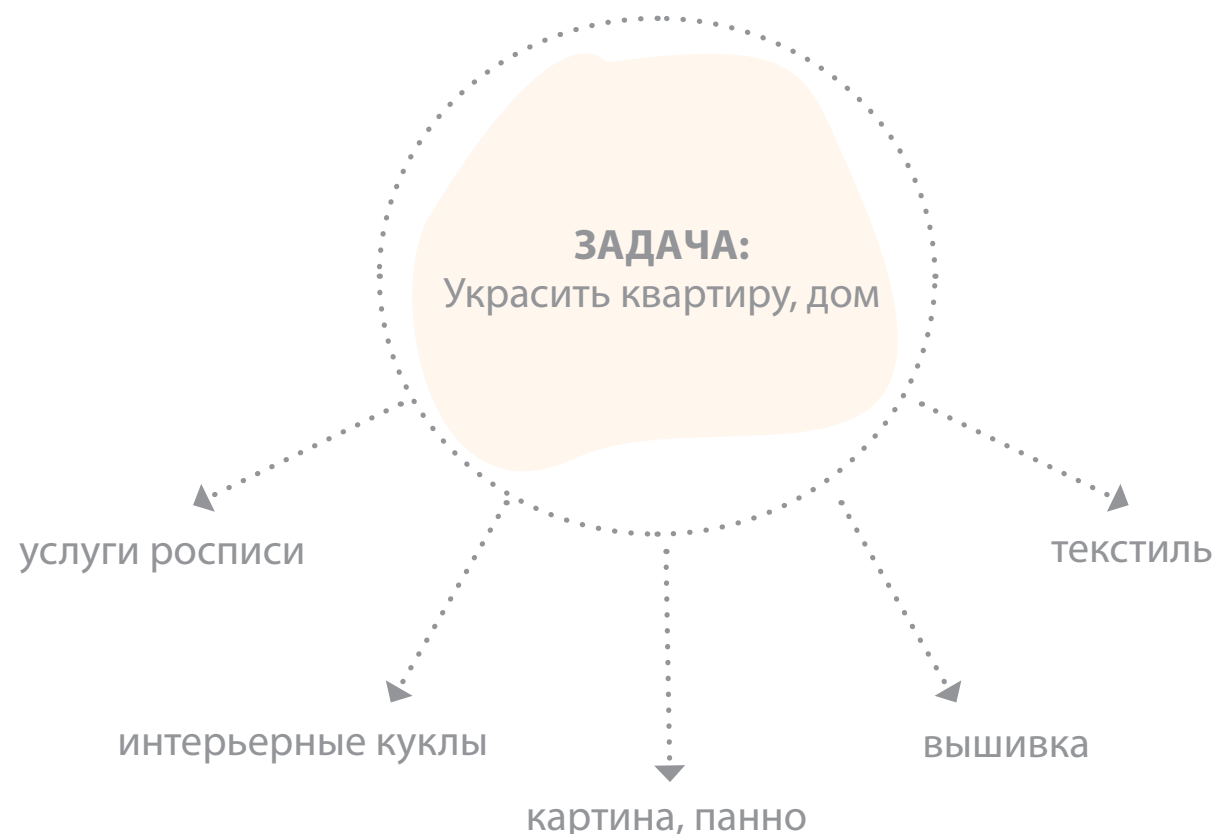 ЗАДАЧА:
Украсить квартиру, дом
услуги росписи
текстиль
интерьерные куклы
вышивка
картина, панно